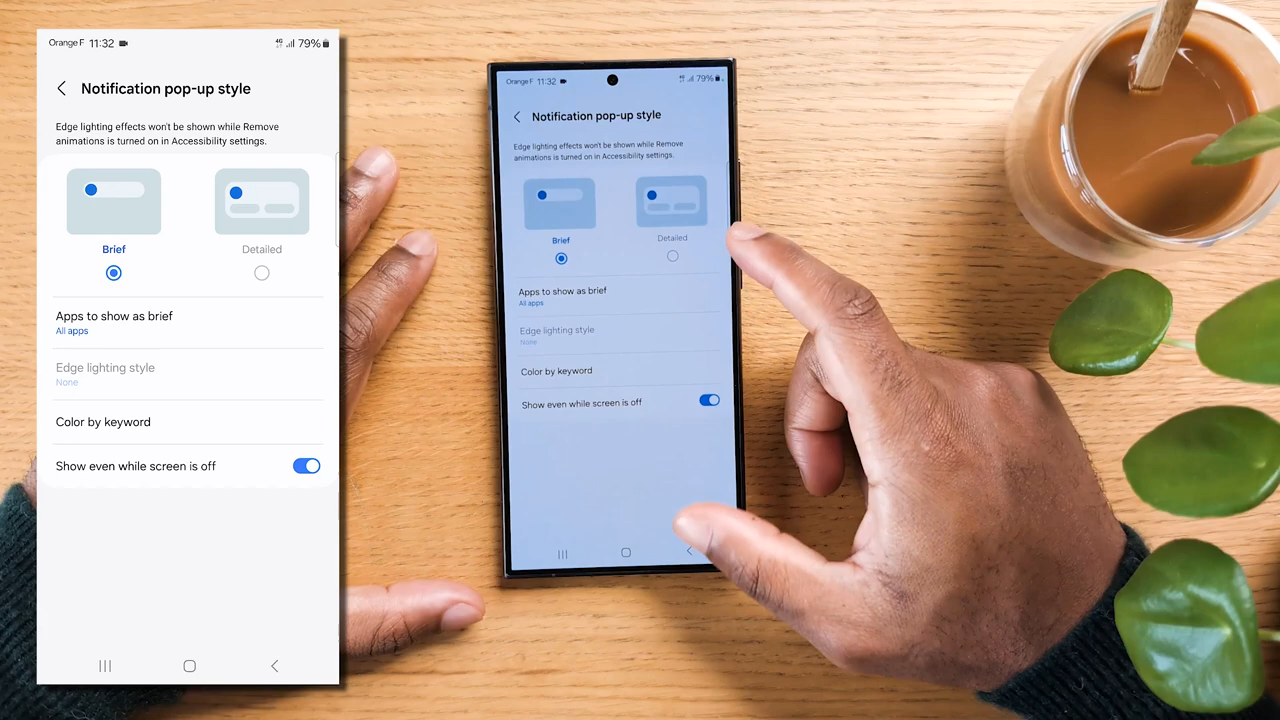 Orange F 11:32 4G 79%
Notification pop-up style
Edge lighting effects won't be shown while Remove
animations is turned on in Accessibility settings.
Brief Detailed
Apps to show as brief
All apps
Edge lighting style
None
Color by keyword
Show even while screen is off
Orange F 11:32 79%
Notification pop-up style
Edge lighting effects won't be shown while Remove
animations is turned on in Accessibility settings.
Brief Detailed
Apps to show as brief
All apps
Edge lighting style
None
Color by keyword
Show even while screen is off